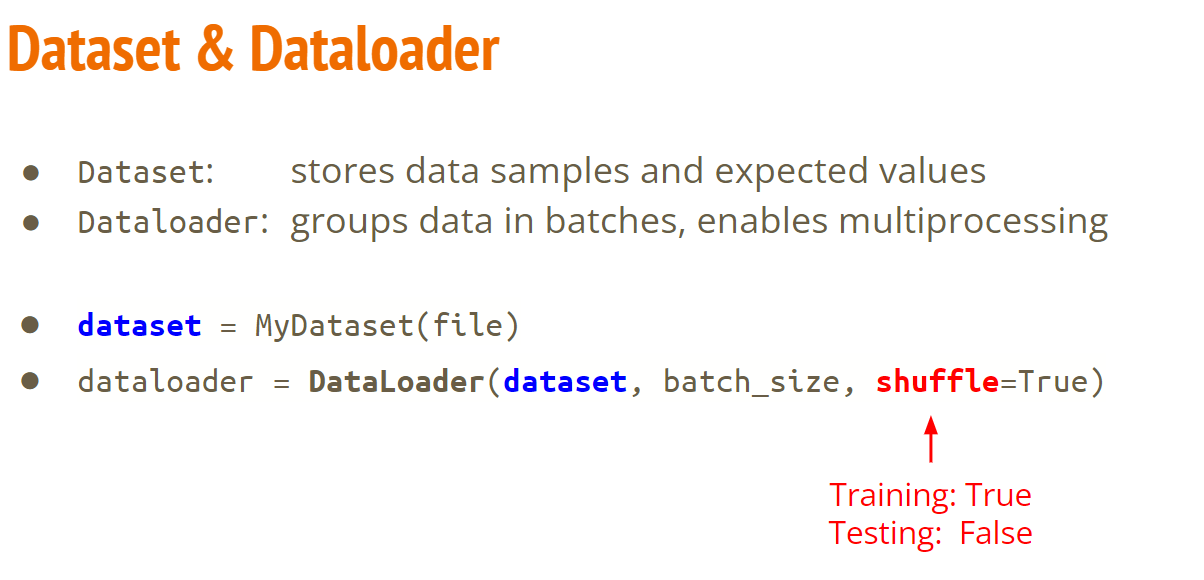 Dataset & Dataloader
● Dataset: stores data samples and expected values
● Dataloader: groups data in batches, enables multiprocessing
● dataset = MyDataset(file)
● dataloader = DataLoader(dataset, batch_size, shuffle=True)
Training: True
Testing: False